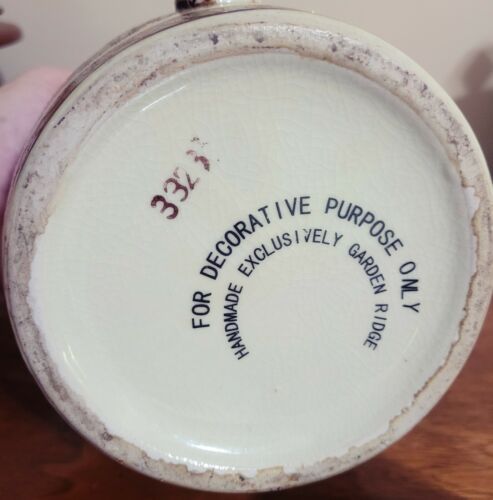 FOR DECORATIVE PURPOSE ONLY
HANDMADE EXCLUSIVELY GARDEN RIDGE